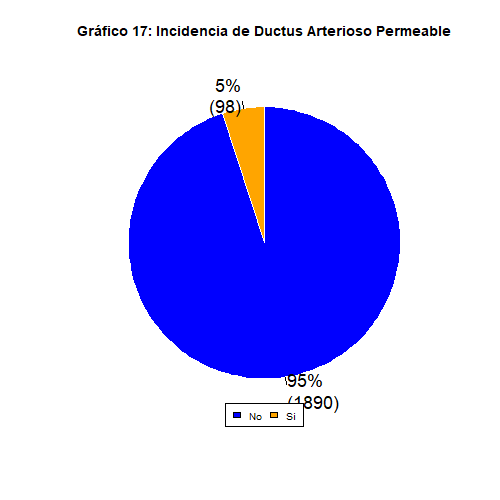 Gráfico 17: Incidencia de Ductus Arterioso Permeable
5%
(98)
95%
(1890)
No Si